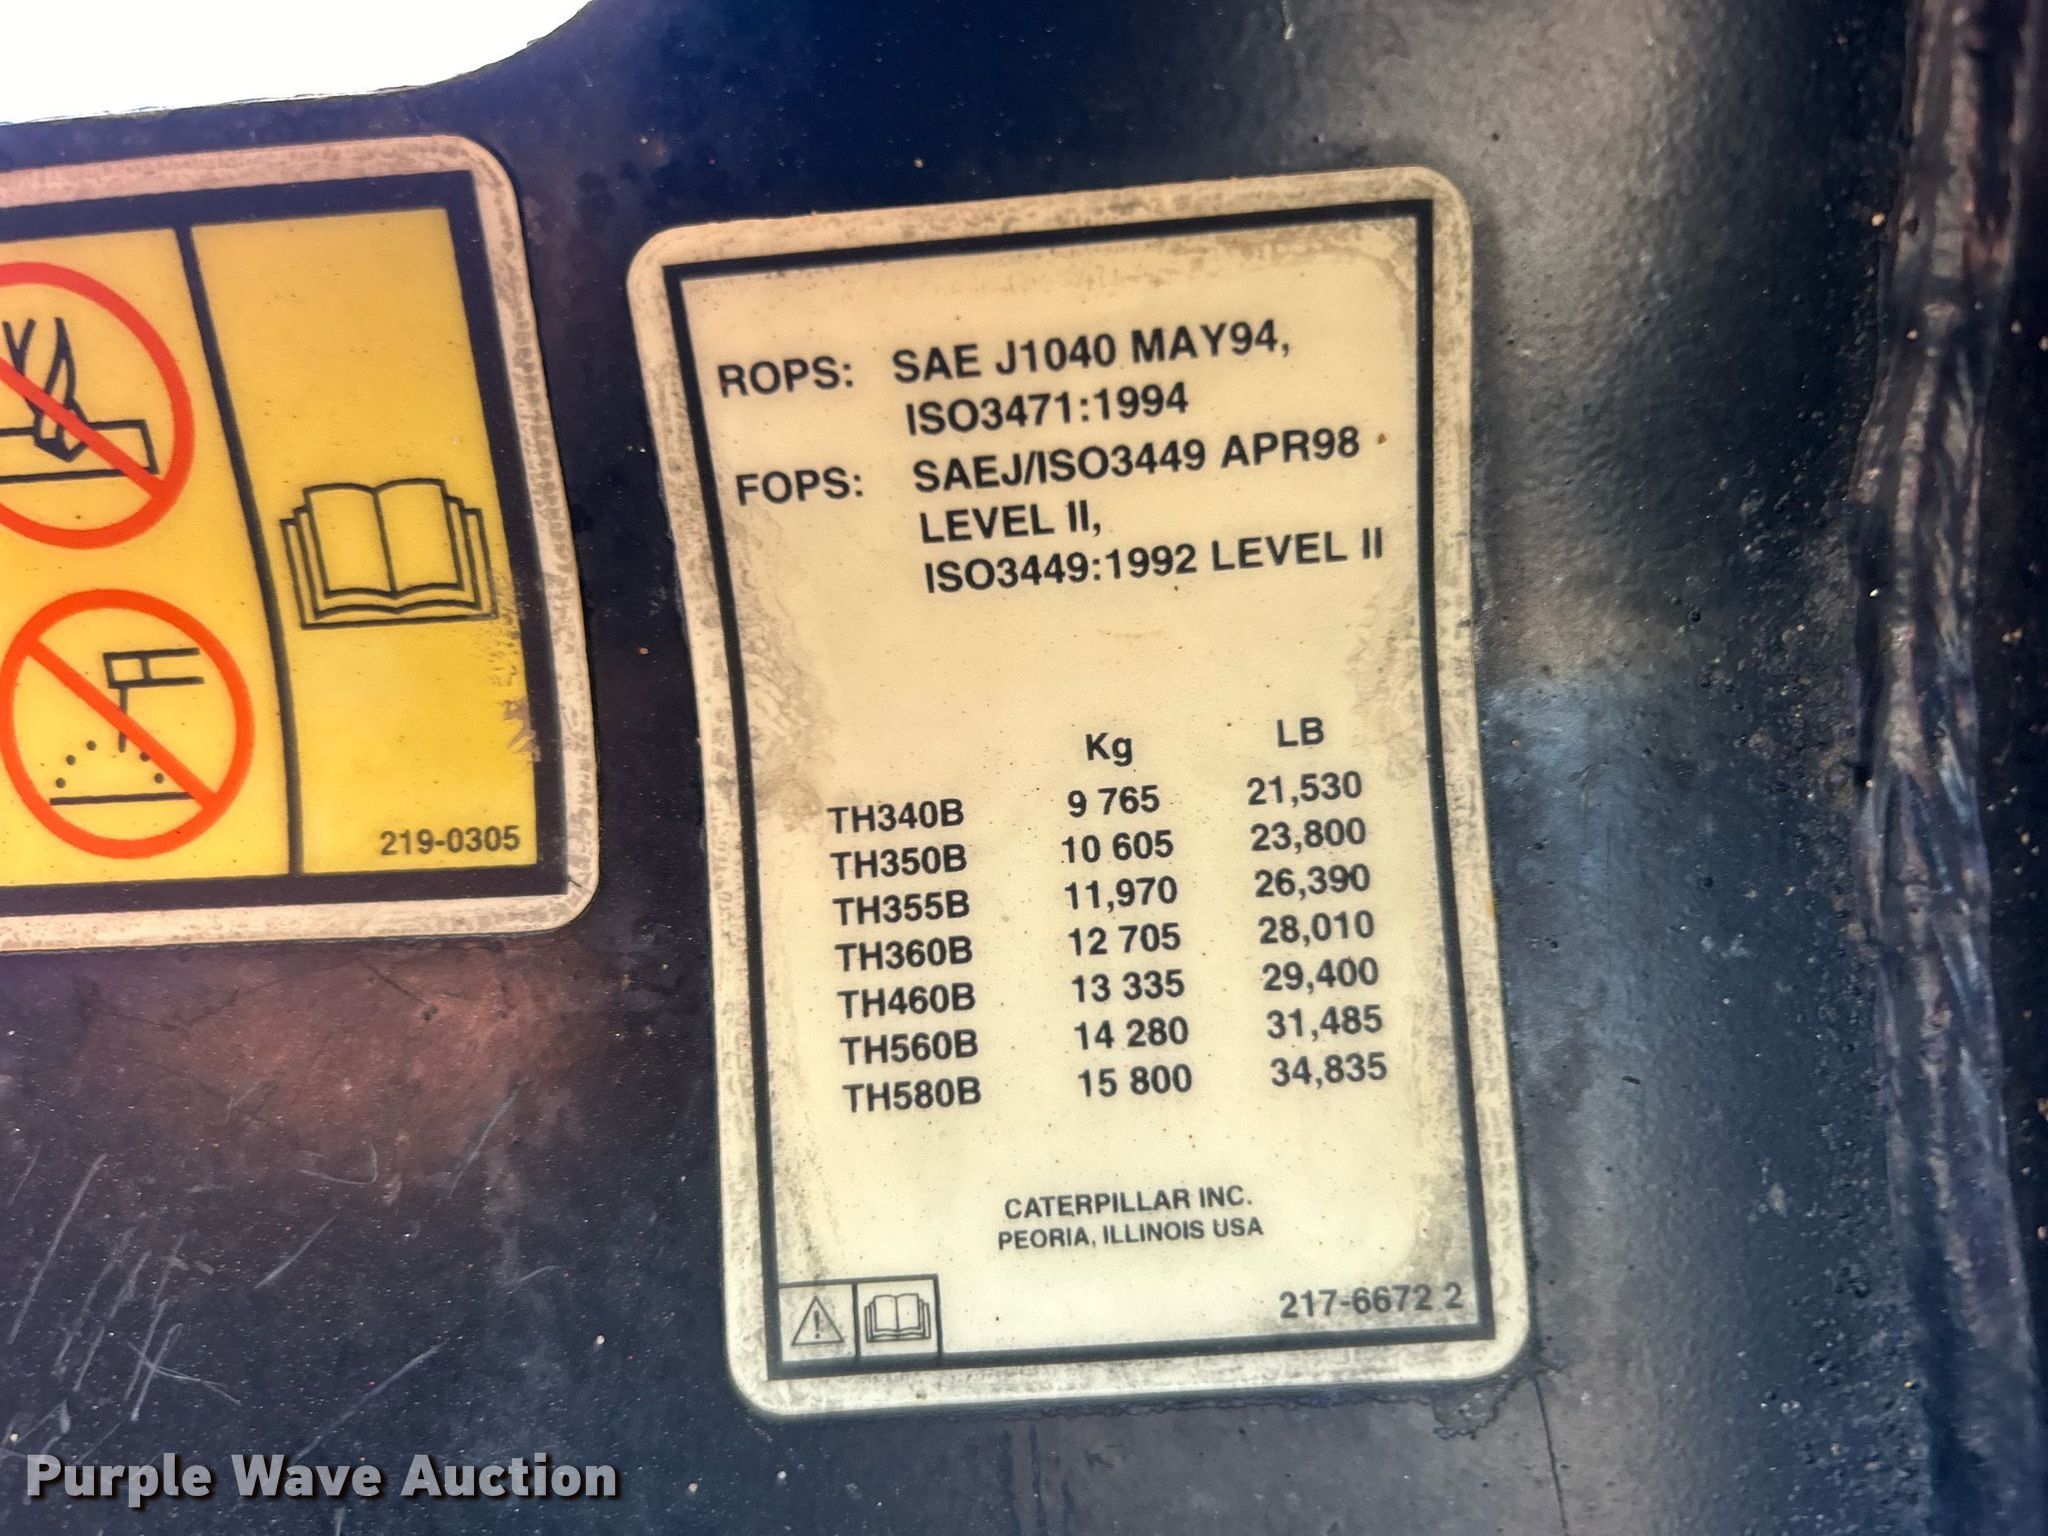 219-0305
ROPS: SAE J1040 MAY94,
ISO3471:1994
FOPS: SAEJ/ISO3449 APR98
LEVEL II,
ISO3449:1992 LEVEL II
Kg LB
TH340B 9 765 21,530
TH350B 10 605 23,800
TH355B 11,970 26,390
TH360B 12 705 28,010
TH460B 13 335 29,400
TH560B 14 280 31,485
TH580B 15 800 34,835
CATERPILLAR INC.
PEORIA, ILLINOIS USA
217-6672 2
Purple Wave Auction